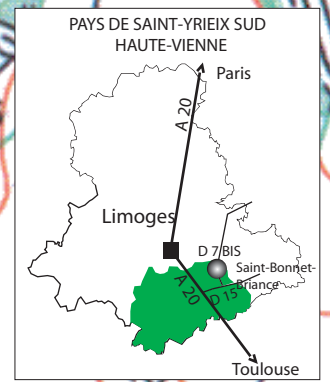 PAYS DE SAINT-YRIEIX SUD
HAUTE-VIENNE
Paris
A 20
Limoges
D 7 BIS
Saint-Bonnet-
Briance
A 20
D 15
Toulouse